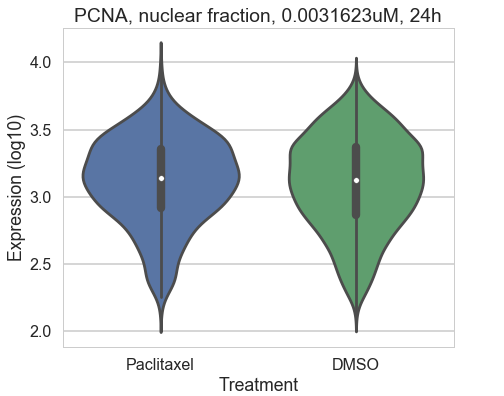 PCNA, nuclear fraction, 0.0031623uM, 24h
Expression (log10)
4.0
3.5
3.0
2.5
2.0
Paclitaxel DMSO
Treatment